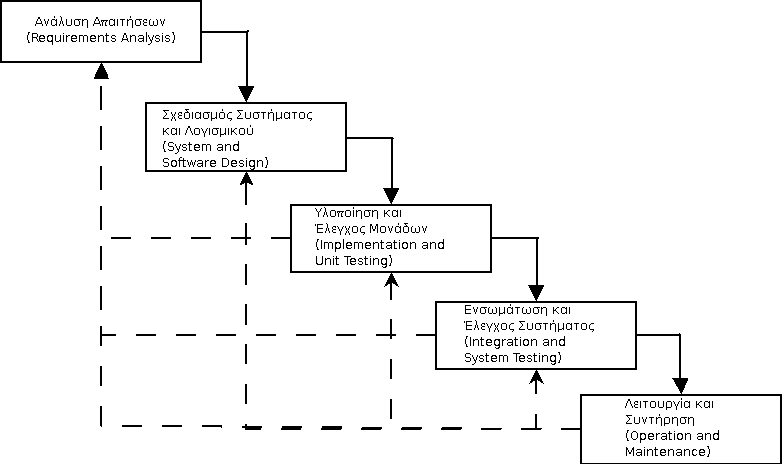 Ανάλυση Απαιτήσεων
(Requirements Analysis)
Σχεδιασμός Συστήματος
και Λογισμικού
(System and
Software Design)
Υλοποίηση και
Έλεγχος Μονάδων
(Implementation and
Unit Testing)
Ενσωμάτωση και
Έλεγχος Συστήματος
(Integration and
System Testing)
Λειτουργία και
Συντήρηση
(Operation and
Maintenance)